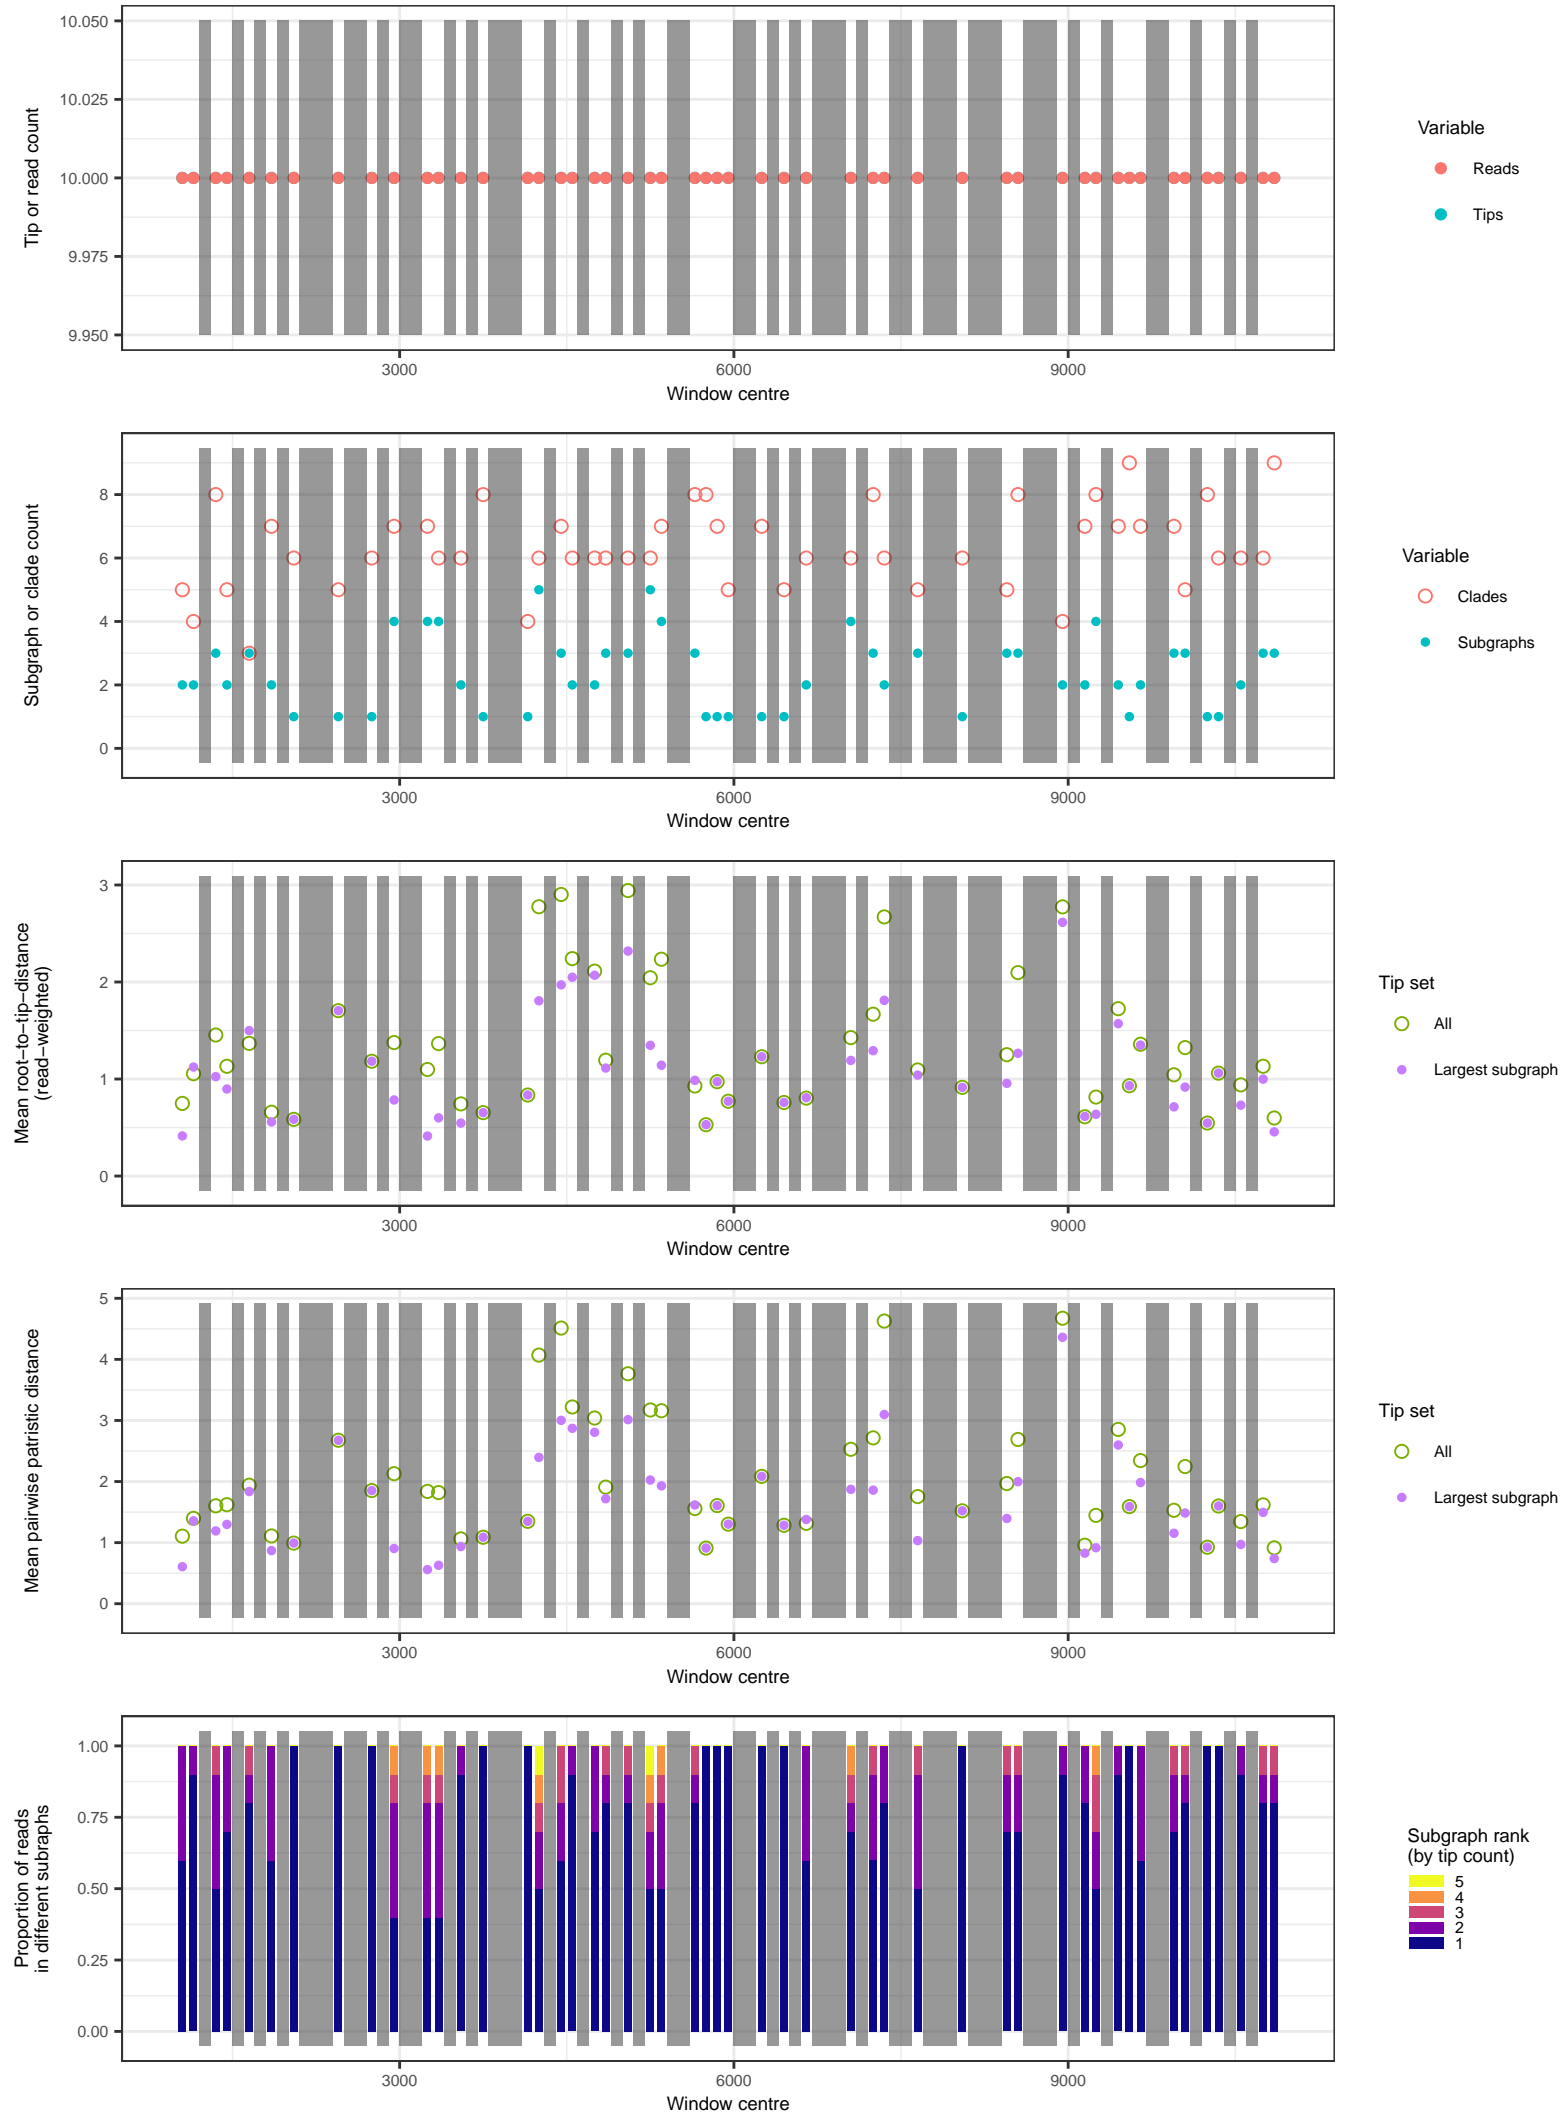 10.050
10.025
10.000
9.975
9.950
Tip or read count
3000
6000
9000
Window centre
Variable
Reads
Tips
8
6
4
2
0
Subgraph or clade count
3000
6000
9000
Window centre
Variable
Clades
Subgraphs
3
2
1
0
Mean root−to−tip−distance
(read−weighted)
3000
6000
9000
Window centre
Tip set
All
Largest subgraph
5
4
3
2
1
0
Mean pairwise patristic distance
3000
6000
9000
Window centre
Tip set
All
Largest subgraph
1.00
0.75
0.50
0.25
0.00
Proportion of reads
in different subraphs
3000
6000
9000
Window centre
Subgraph rank
(by tip count)
5
4
3
2
1